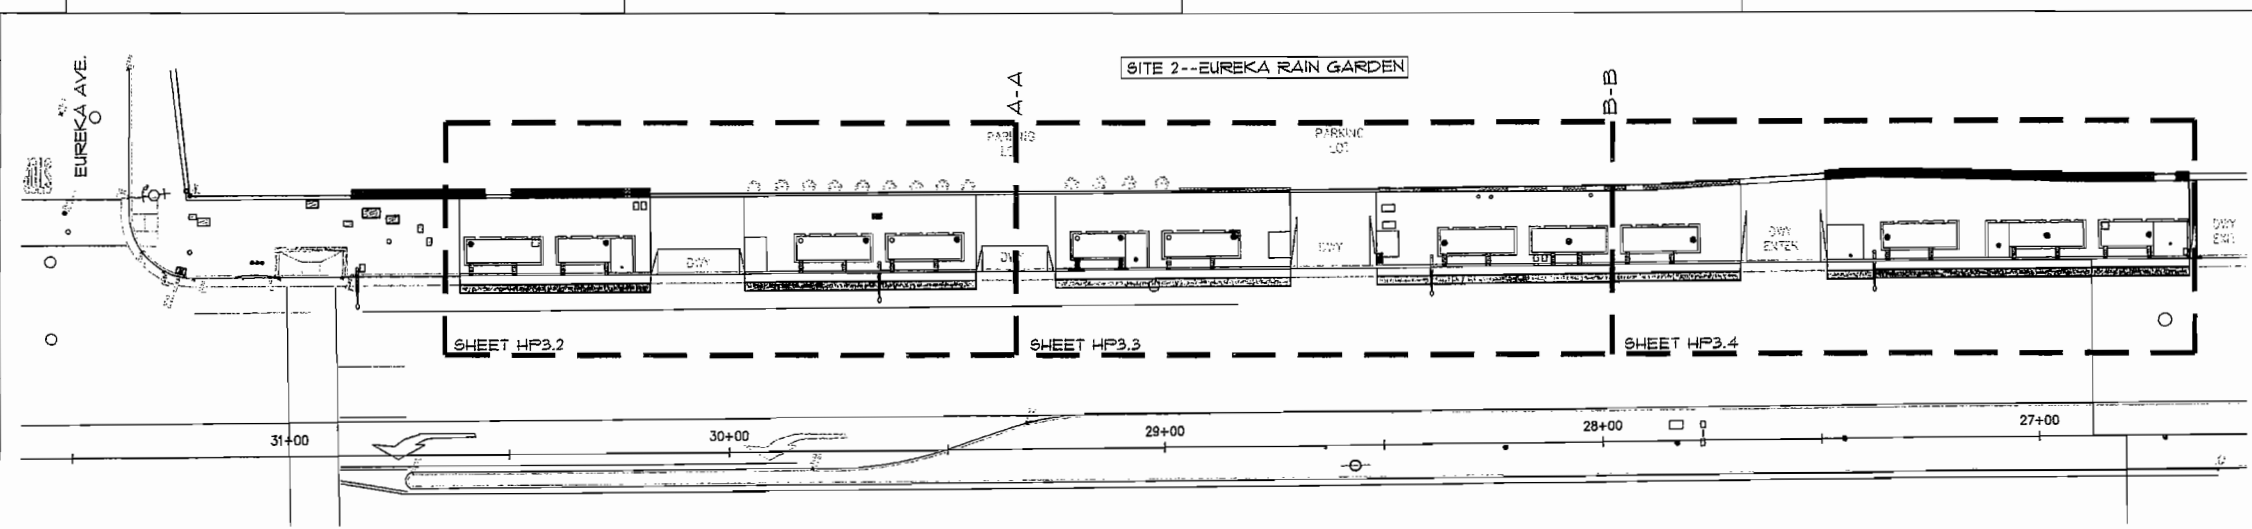 SITE 2--EUREKA RAIN GARDEN
EUREKA AVE.
A-A
B-B
PARKING
LOT
PARKING
LOT
DWY
DWY
DWY
DWY
ENTER
DWY
EXIT
SHEET HP3.2
SHEET HP3.3
SHEET HP3.4
31+00
30+00
29+00
28+00
27+00